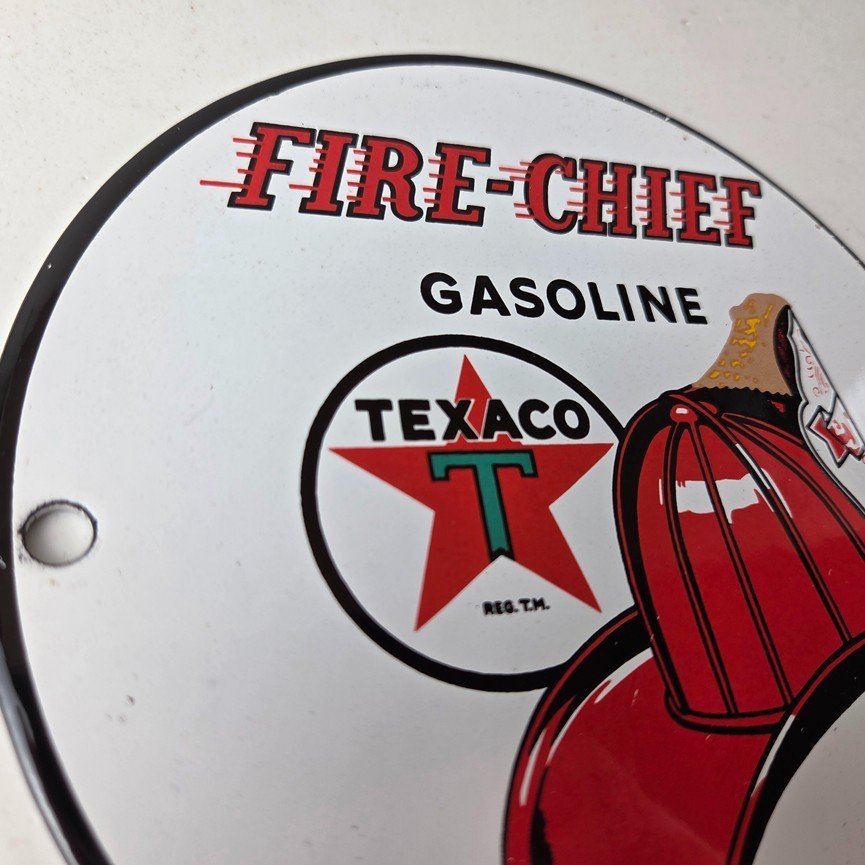 FIRE-CHIEF
GASOLINE
TEXACO
T
REG. T.M.